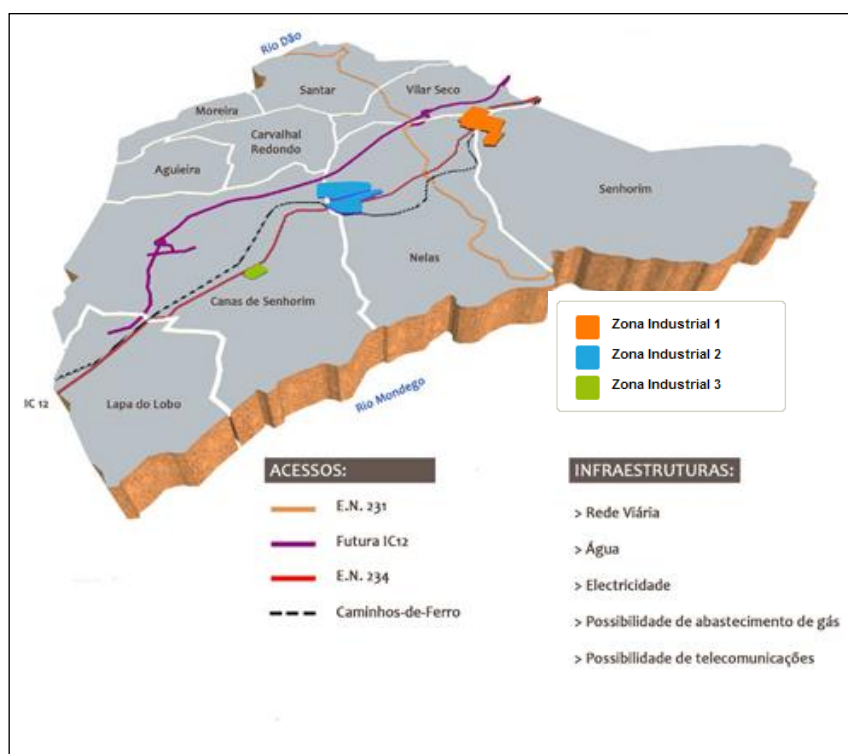 Rio Dão
Santar
Vilar Seco
Moreira
Carvalhal
Redondo
Aguieira
Senhorim
Nelas
Canas de Senhorim
Zona Industrial 1
Zona Industrial 2
Zona Industrial 3
IC 12
Lapa do Lobo
Rio Mondego
ACESSOS:
E.N. 231
Futura IC12
E.N. 234
Caminhos-de-Ferro
INFRAESTRUTURAS:
> Rede Viária
> Água
> Electricidade
> Possibilidade de abastecimento de gás
> Possibilidade de telecomunicações